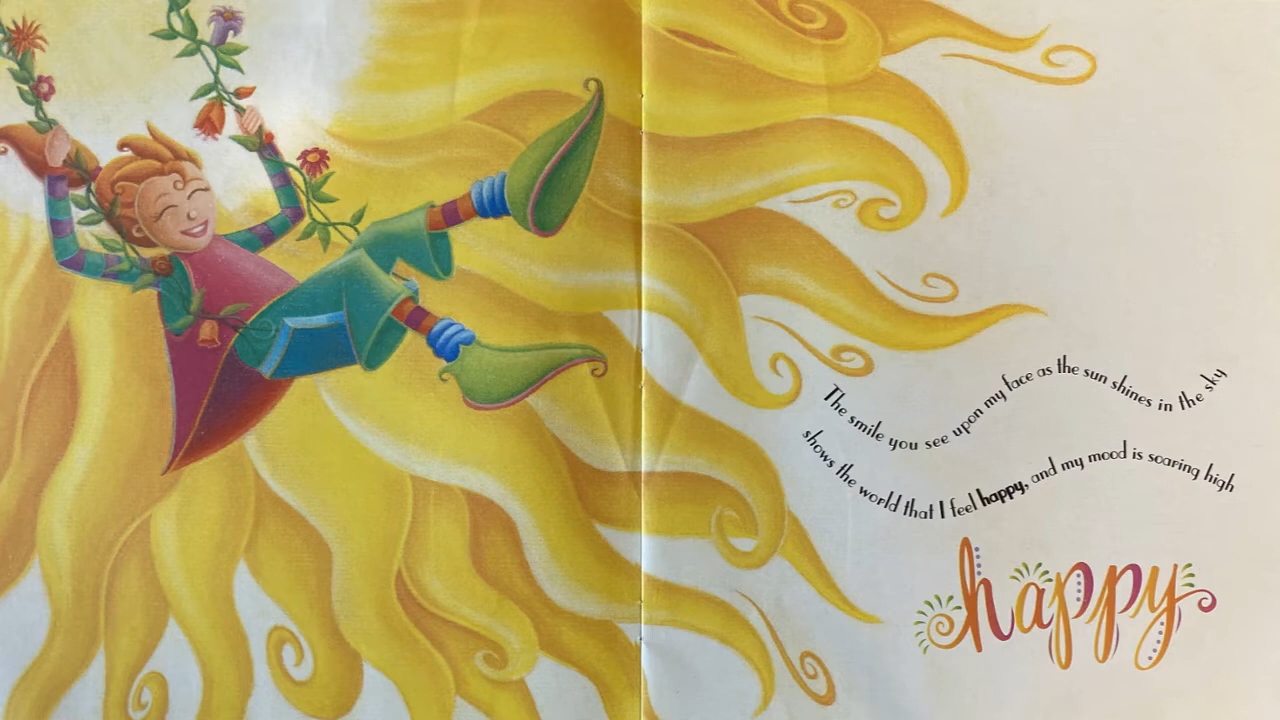 The smile you see upon my face as the sun shines in the sky
shows the world that I feel happy, and my mood is soaring high
happy